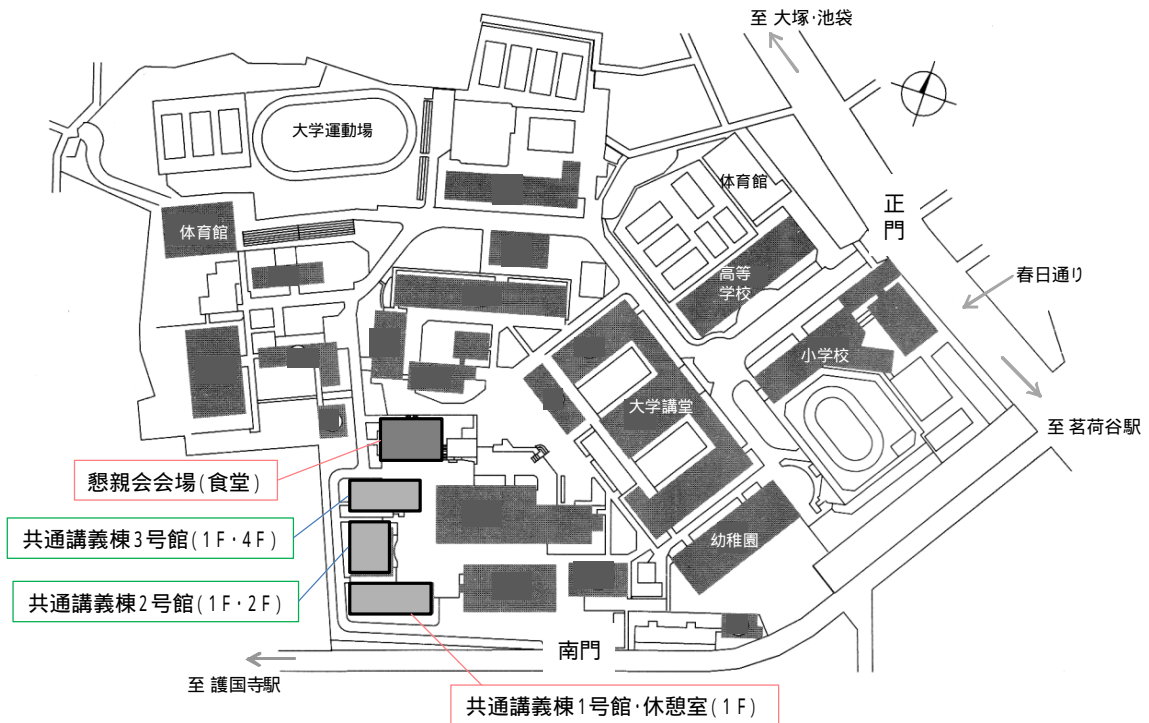 至 大塚･池袋
大学運動場
体育館
正
門
体育館
高等
学校
春日通り
小学校
大学講堂
至 茗荷谷駅
懇親会会場(食堂)
共通講義棟3号館(1F･4F)
幼稚園
共通講義棟2号館(1F･2F)
南門
至 護国寺駅
共通講義棟1号館･休憩室(1F)